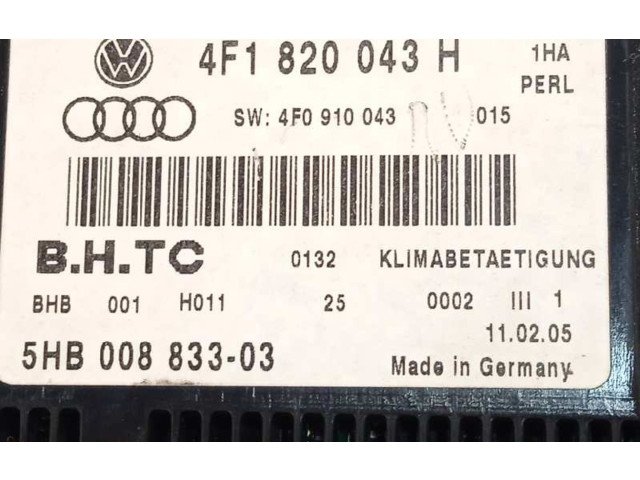 4F1 820 043 H 1HA
PERL
SW: 4F0 910 043 015
B.H.TC 0132 KLIMABETAETIGUNG
BHB 001 H011 25 0002 III 1
11.02.05
5HB 008 833-03 Made in Germany